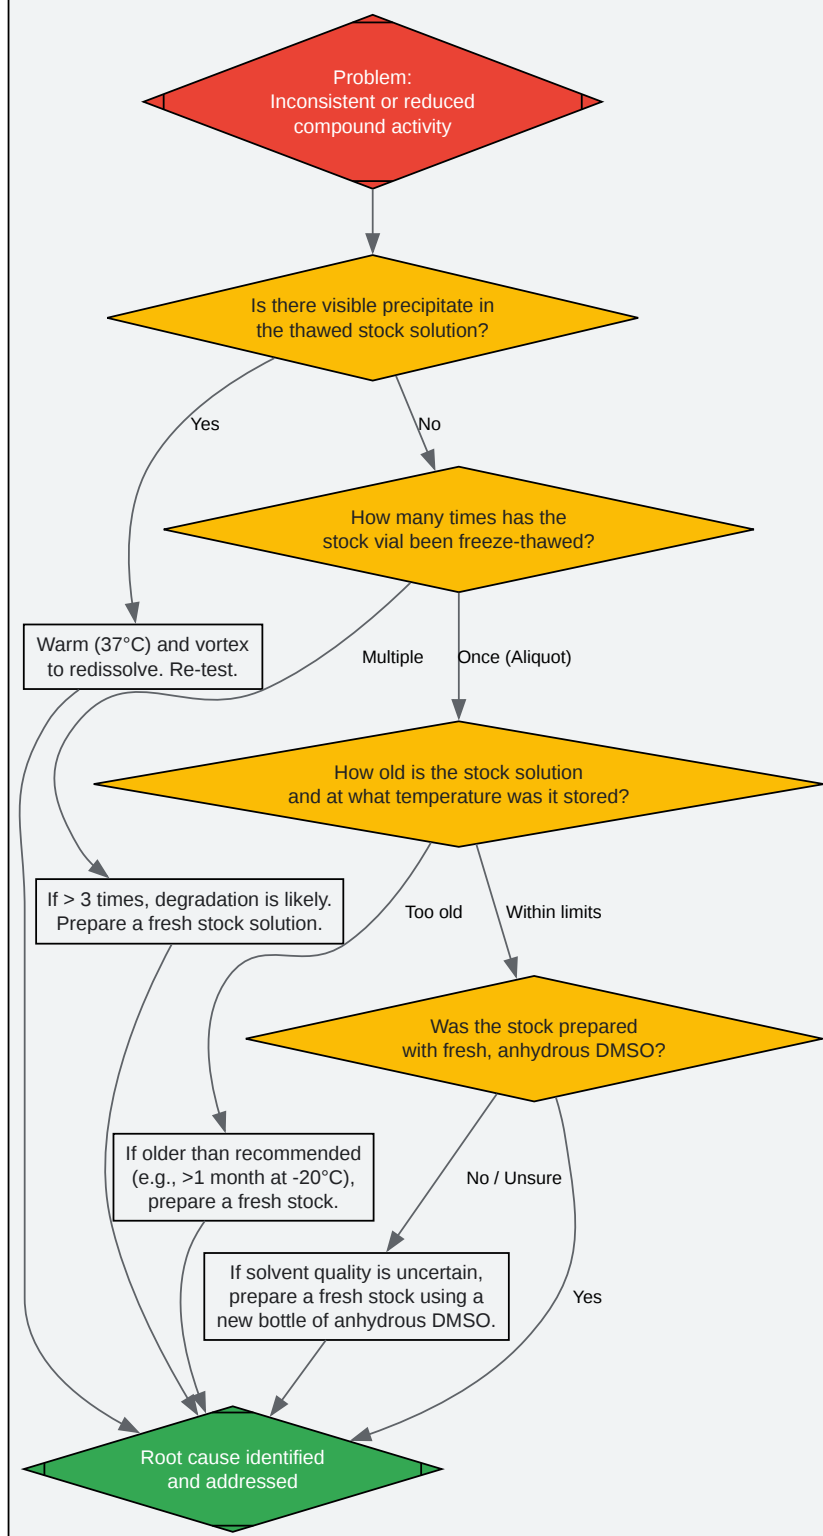 Problem:
Inconsistent or reduced
compound activity
Is there visible precipitate in
the thawed stock solution?
Yes
No
How many times has the
stock vial been freeze-thawed?
Warm (37°C) and vortex
to redissolve. Re-test.
Multiple
Once (Aliquot)
How old is the stock solution
and at what temperature was it stored?
If > 3 times, degradation is likely.
Prepare a fresh stock solution.
Too old
Within limits
Was the stock prepared
with fresh, anhydrous DMSO?
If older than recommended
(e.g., >1 month at -20°C),
prepare a fresh stock.
No / Unsure
If solvent quality is uncertain,
prepare a fresh stock using a
new bottle of anhydrous DMSO.
Yes
Root cause identified
and addressed